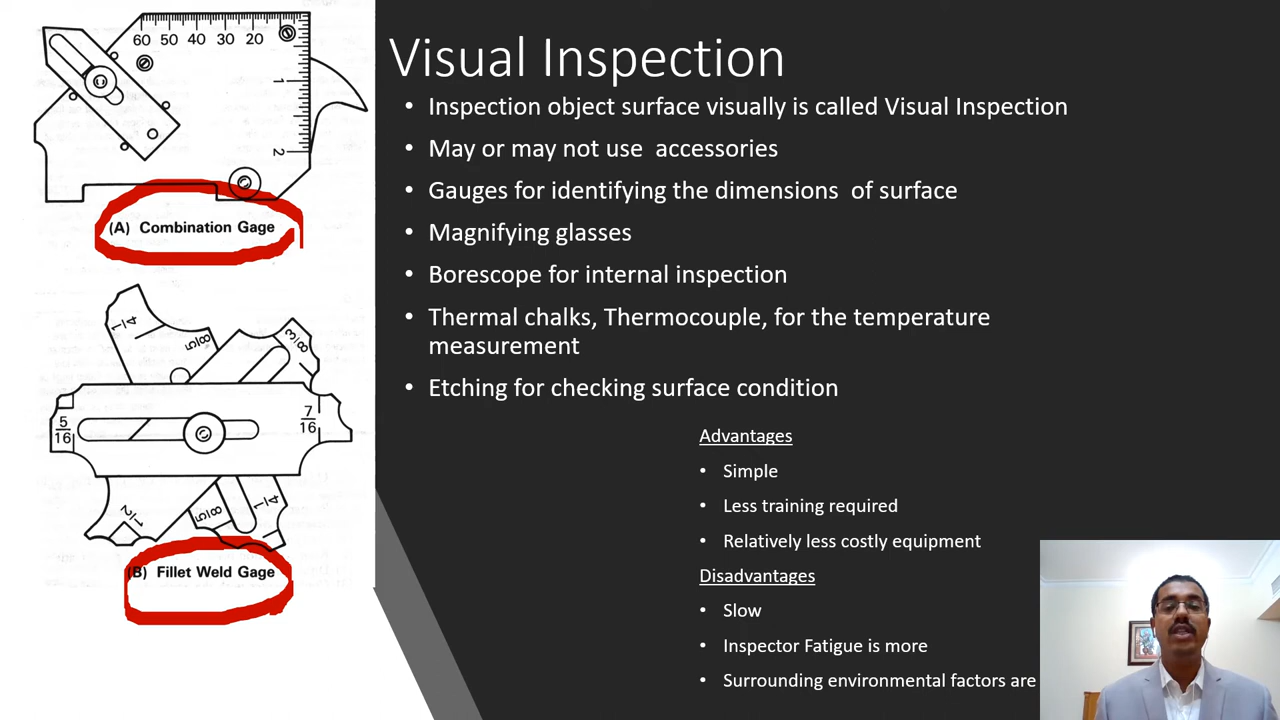 60 50 40 30 20
1
2
(A) Combination Gage
1/4
5/8
3/8
5/16
7/16
1/2
5/8
1/4
(B) Fillet Weld Gage
Visual Inspection
• Inspection object surface visually is called Visual Inspection
• May or may not use accessories
• Gauges for identifying the dimensions of surface
• Magnifying glasses
• Borescope for internal inspection
• Thermal chalks, Thermocouple, for the temperature
measurement
• Etching for checking surface condition
Advantages
• Simple
• Less training required
• Relatively less costly equipment
Disadvantages
• Slow
• Inspector Fatigue is more
• Surrounding environmental factors are